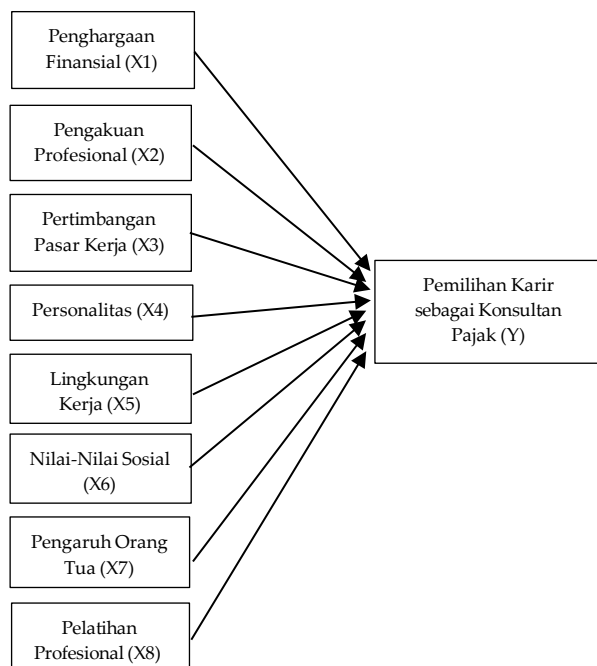 Penghargaan
Finansial (X1)
Pengakuan
Profesional (X2)
Pertimbangan
Pasar Kerja (X3)
Personalitas (X4)
Lingkungan
Kerja (X5)
Nilai-Nilai Sosial
(X6)
Pengaruh Orang
Tua (X7)
Pelatihan
Profesional (X8)
Pemilihan Karir
sebagai Konsultan
Pajak (Y)